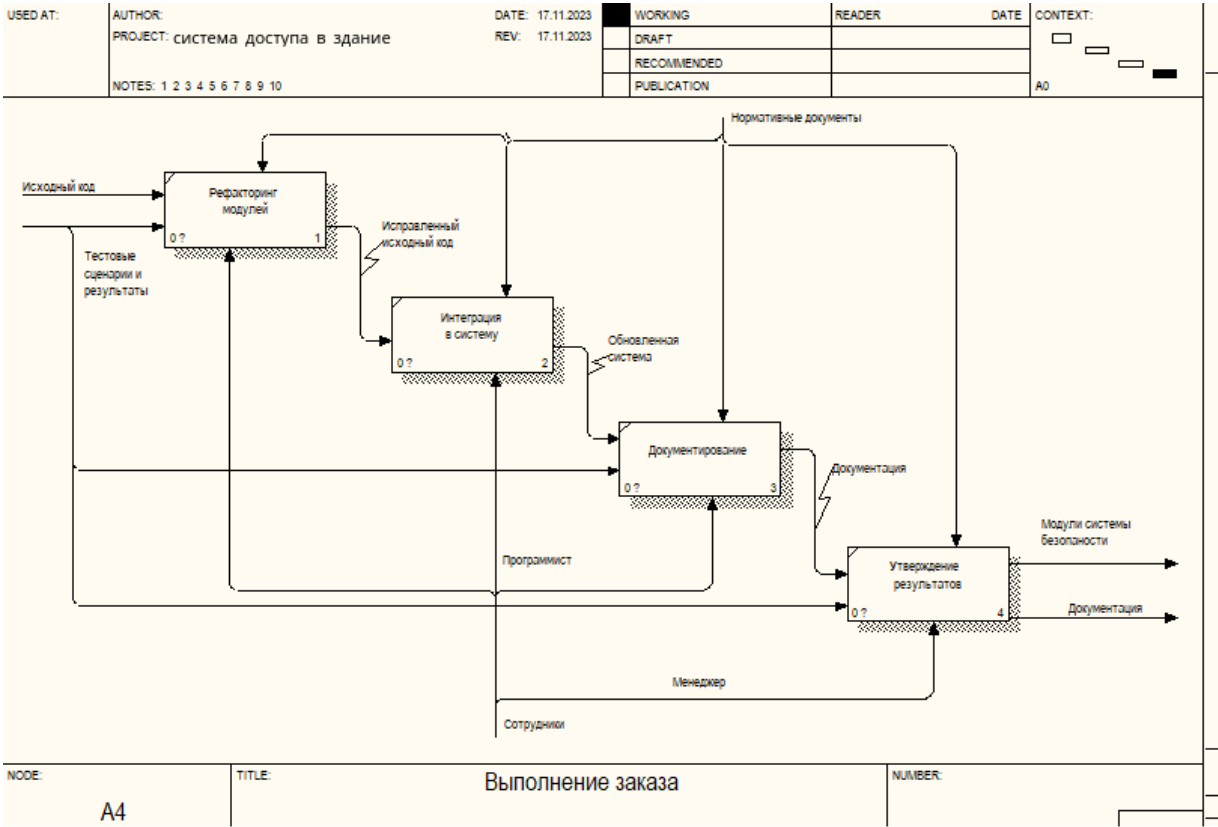 USED AT:
AUTHOR:
DATE: 17.11.2023
PROJECT: система доступа в здание
REV: 17.11.2023
NOTES: 1 2 3 4 5 6 7 8 9 10
WORKING
DRAFT
RECOMMENDED
PUBLICATION
READER
DATE
CONTEXT:
A0
Нормативные документы
Исходный код
Рефакторинг
модулей
0 ?
1
Исправленный
исходный код
Тестовые
сценарии и
результаты
Интеграция
в систему
0 ?
2
Обновленная
система
Документирование
0 ?
3
Документация
Модули системы
безопаности
Программист
Утверждение
результатов
0 ?
4
Документация
Менеджер
Сотрудники
NODE:
A4
TITLE:
Выполнение заказа
NUMBER: